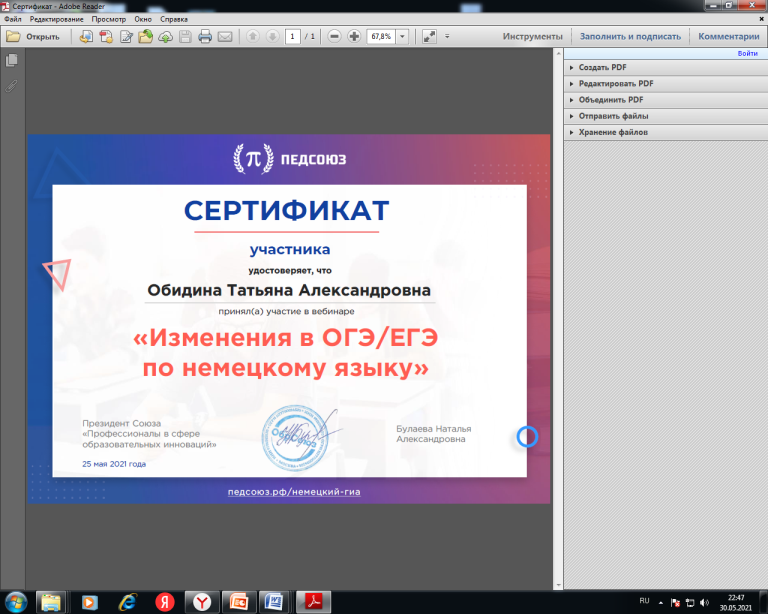 Сертификат - Adobe Reader
Файл Редактирование Просмотр Окно Справка
Открыть 1 / 1 67,8% Инструменты Заполнить и подписать Комментарии
Войти
Создать PDF
Редактировать PDF
Объединить PDF
Отправить файлы
Хранение файлов
π ПЕДСОЮЗ
СЕРТИФИКАТ
участника
удостоверяет, что
Обидина Татьяна Александровна
принял(а) участие в вебинаре
«Изменения в ОГЭ/ЕГЭ
по немецкому языку»
Президент Союза
«Профессионалы в сфере
образовательных инноваций»
25 мая 2021 года
Булаева Наталья
Александровна
педсоюз.рф/немецкий-гиа
RU
22:47
30.05.2021